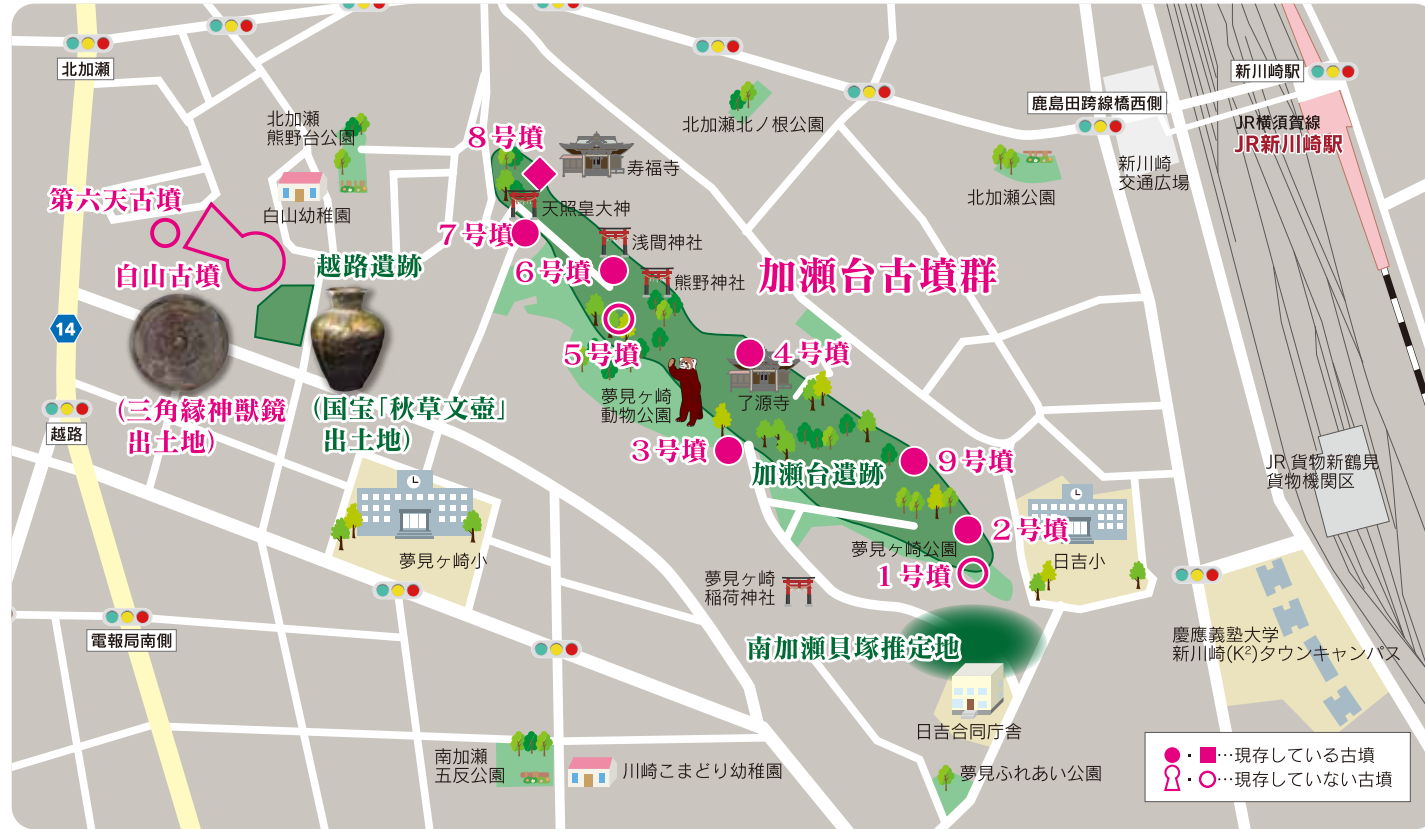 北加瀬
新川崎駅
鹿島田跨線橋西側
JR横須賀線
JR新川崎駅
新川崎
交通広場
北加瀬
熊野台公園
北加瀬北ノ根公園
8号墳
寿福寺
北加瀬公園
第六天古墳
白山幼稚園
天照皇大神
7号墳
浅間神社
白山古墳
越路遺跡
6号墳
熊野神社
加瀬台古墳群
14
5号墳
4号墳
(三角縁神獣鏡
出土地)
(国宝「秋草文壺」
出土地)
夢見ヶ崎
動物公園
了源寺
越路
3号墳
加瀬台遺跡
9号墳
JR貨物新鶴見
貨物機関区
夢見ヶ崎小
2号墳
夢見ヶ崎公園
日吉小
1号墳
夢見ヶ崎
稲荷神社
電報局南側
南加瀬貝塚推定地
慶應義塾大学
新川崎(K²)タウンキャンパス
日吉合同庁舎
南加瀬
五反公園
川崎こまどり幼稚園
夢見ふれあい公園
●・■…現存している古墳
・○…現存していない古墳